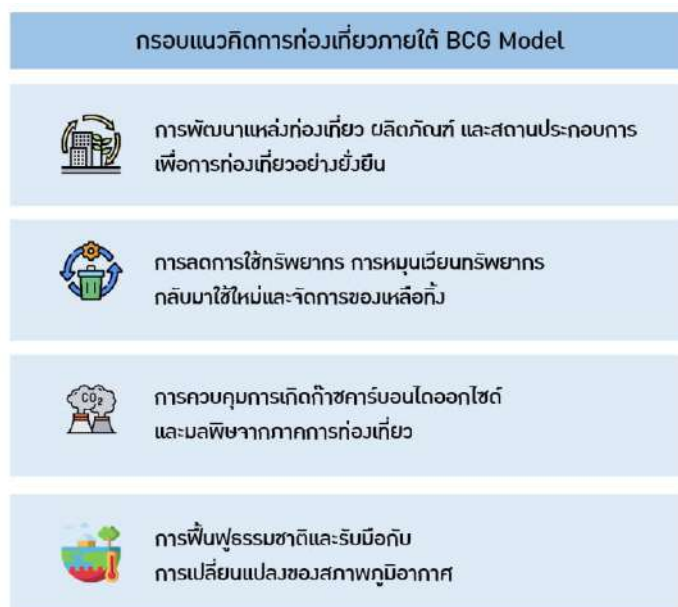 กรอบแนวคิดการท่องเที่ยวภายใต้ BCG Model
การพัฒนาแหล่งท่องเที่ยว ผลิตภัณฑ์ และสถานประกอบการ
เพื่อการท่องเที่ยวอย่างยั่งยืน
การลดการใช้ทรัพยากร การหมุนเวียนทรัพยากร
กลับมาใช้ใหม่และจัดการของเหลือทิ้ง
CO2
การควบคุมการเกิดก๊าซคาร์บอนไดออกไซด์
และมลพิษจากภาคการท่องเที่ยว
การฟื้นฟูธรรมชาติและรับมือกับ
การเปลี่ยนแปลงของสภาพภูมิอากาศ